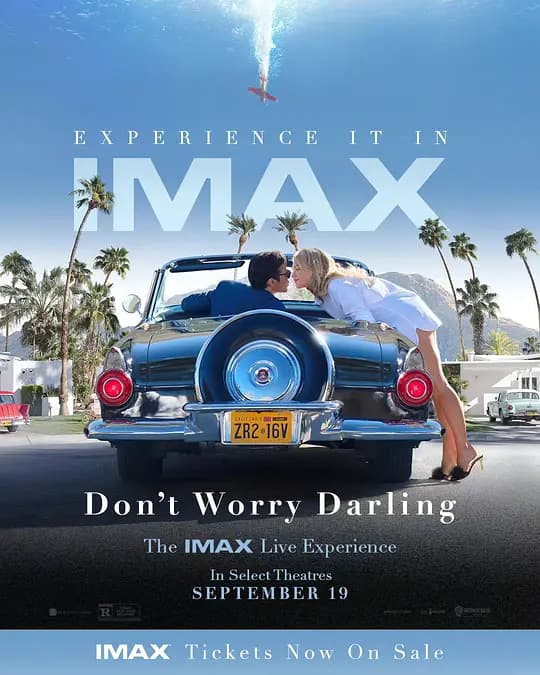 EXPERIENCE IT IN
IMAX
CALIFORNIA
ZR2 16V
Don't Worry Darling
The IMAX Live Experience
In Select Theatres
SEPTEMBER 19
R
IMAX Tickets Now On Sale